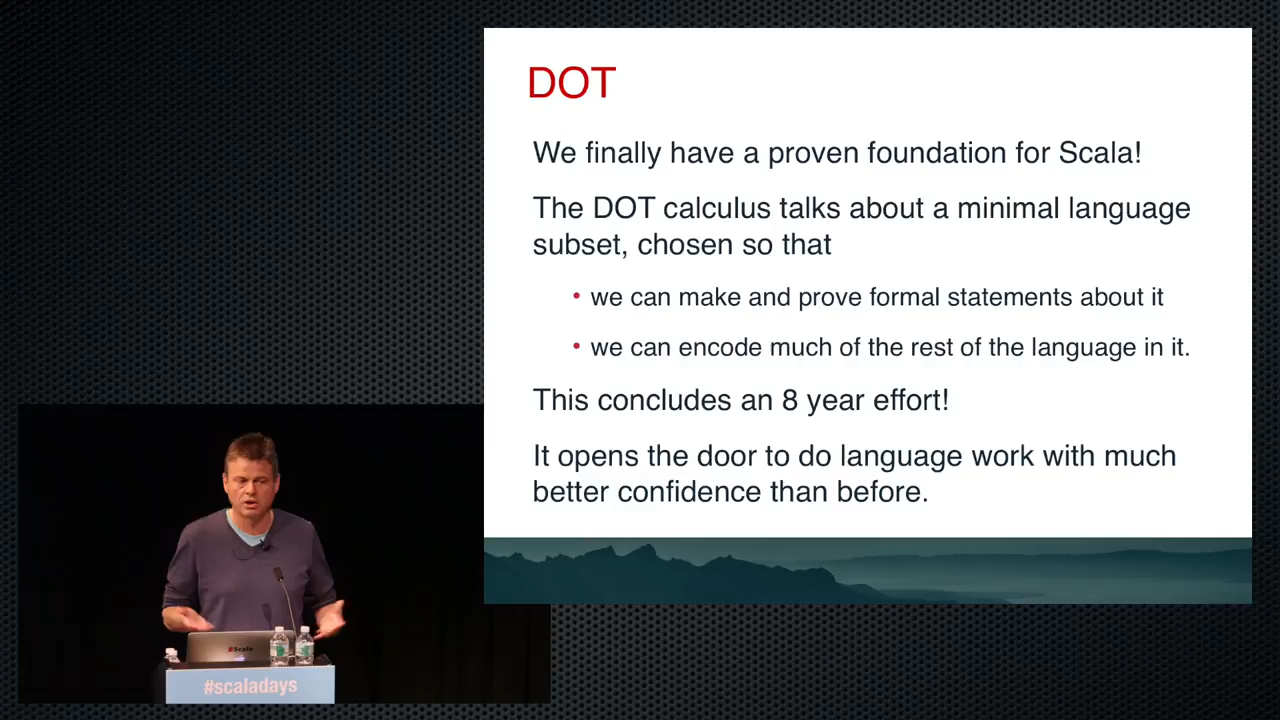 DOT
We finally have a proven foundation for Scala!
The DOT calculus talks about a minimal language
subset, chosen so that
• we can make and prove formal statements about it
• we can encode much of the rest of the language in it.
This concludes an 8 year effort!
It opens the door to do language work with much
better confidence than before.
Scala
#scaladays